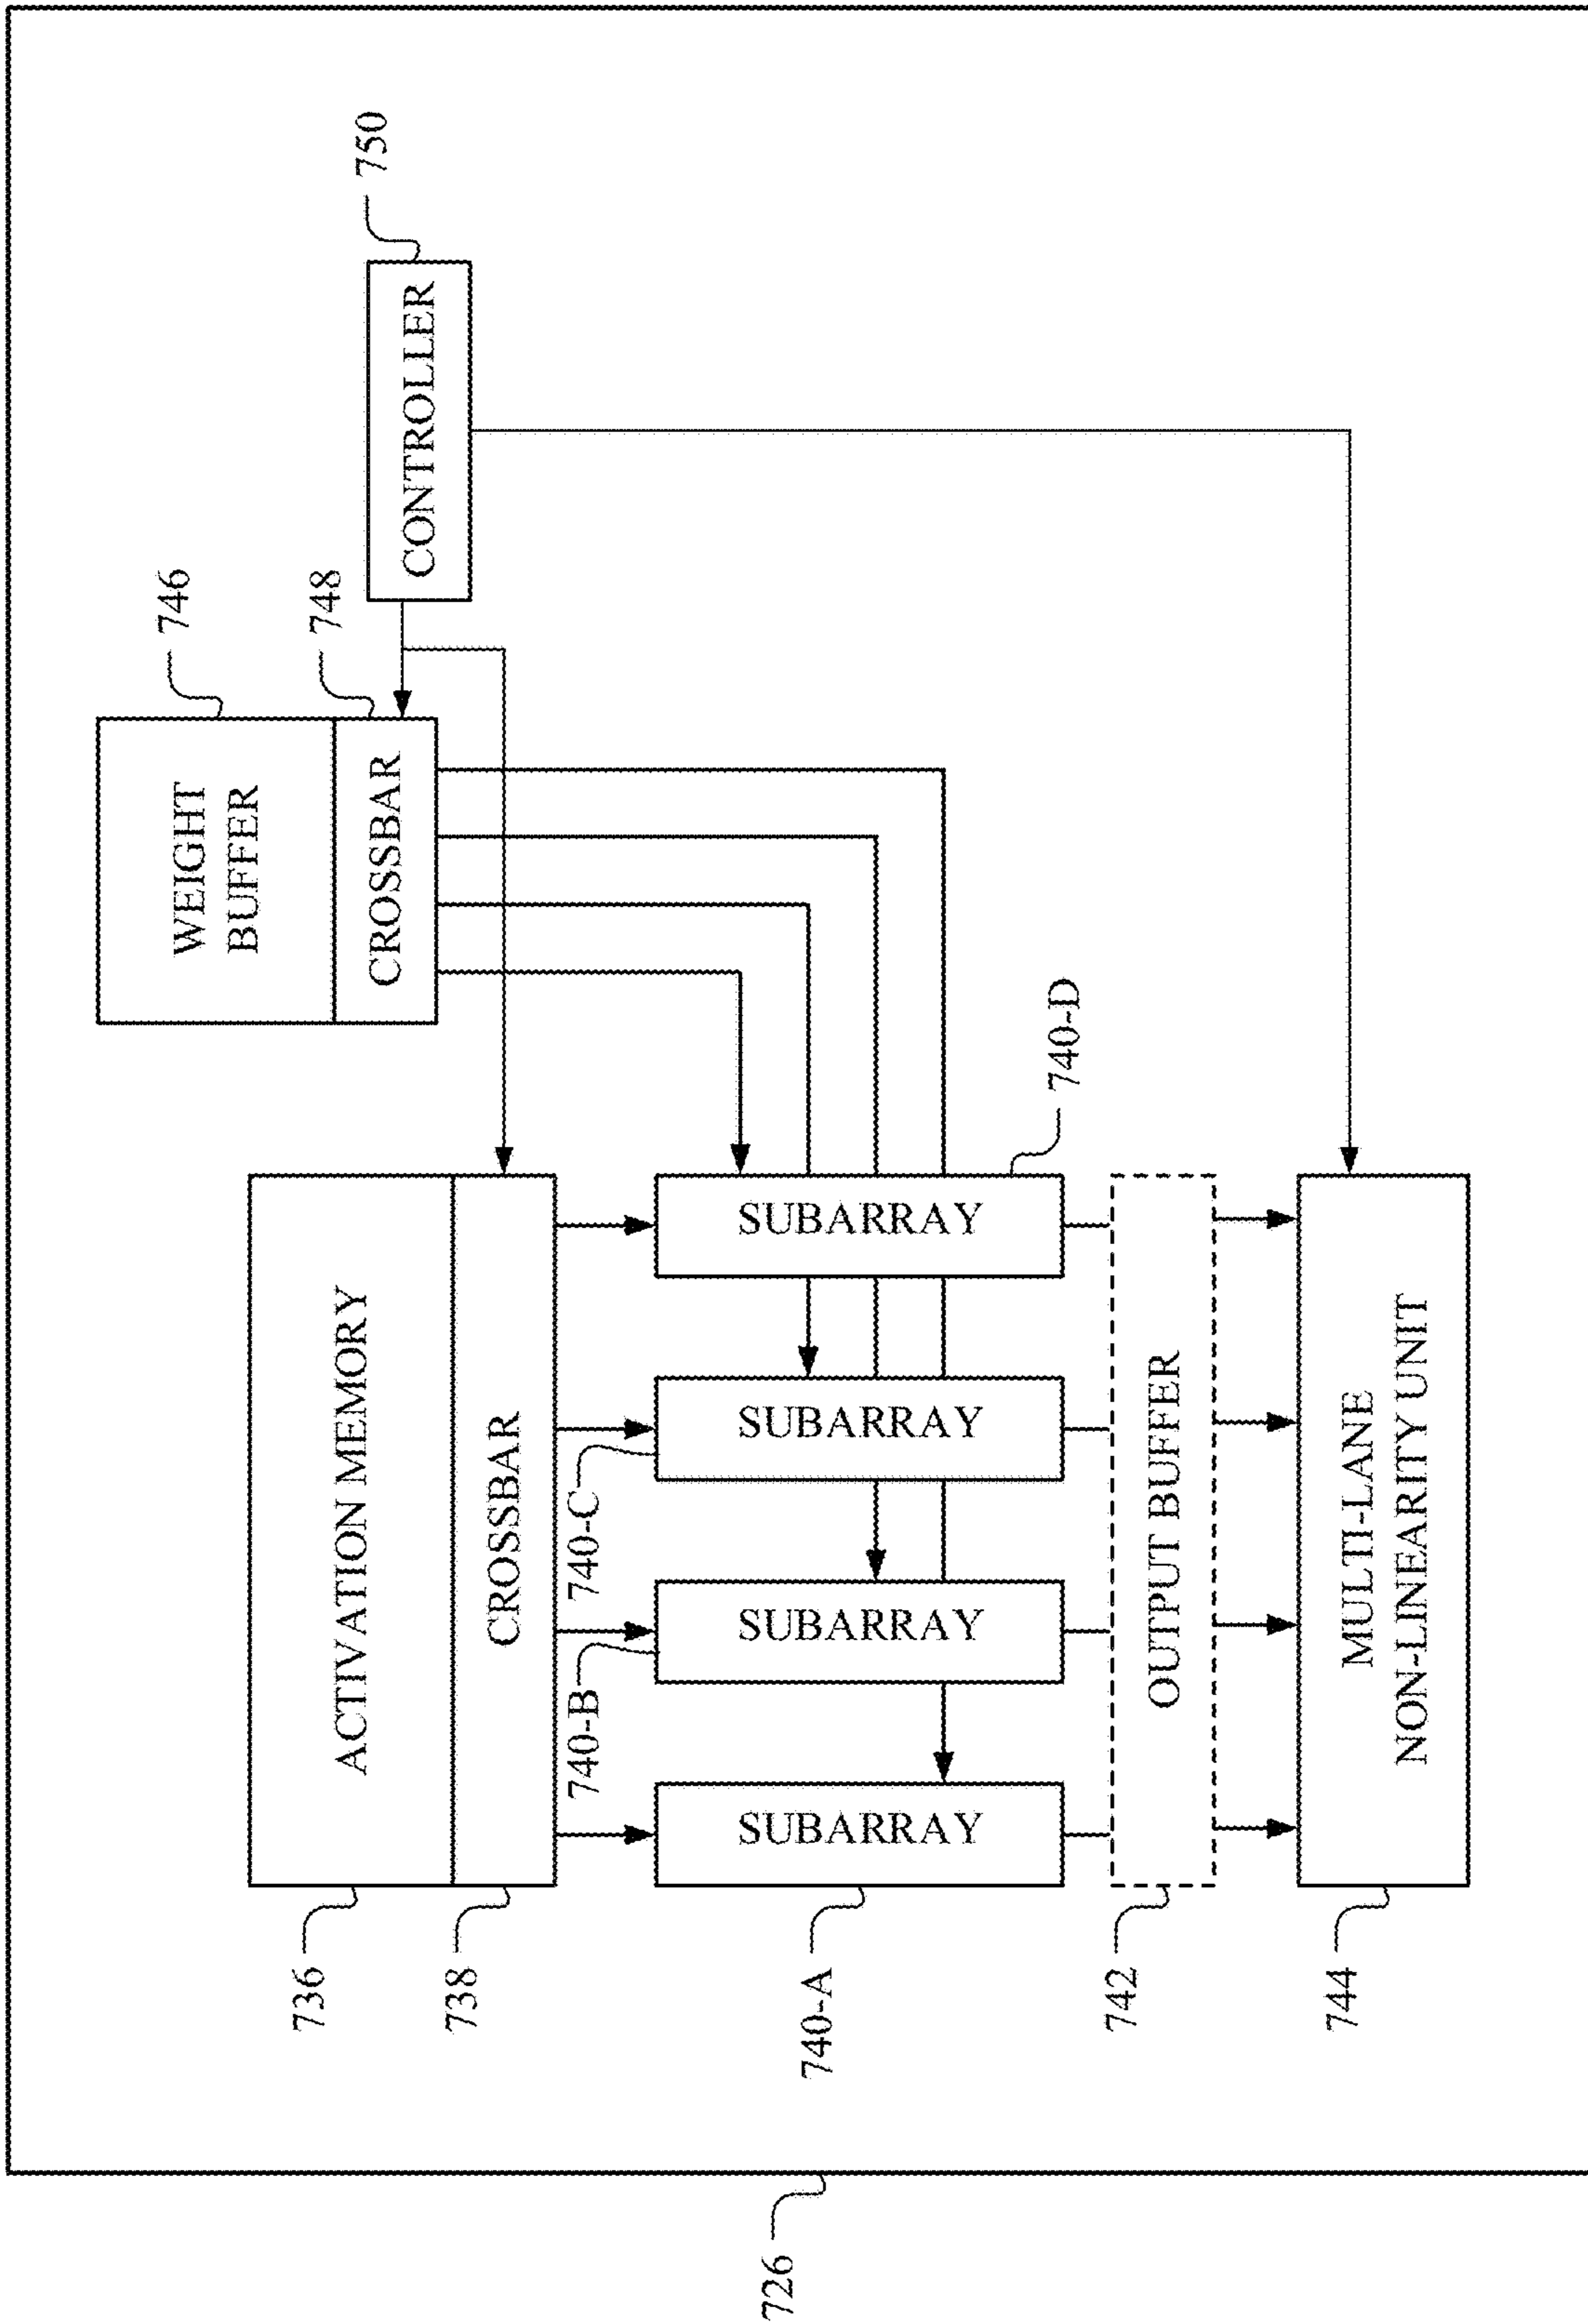 746
WEIGHT
BUFFER
748
CROSSBAR
750
CONTROLLER
736
ACTIVATION MEMORY
738
CROSSBAR
740-B
740-C
740-A
SUBARRAY
SUBARRAY
SUBARRAY
SUBARRAY
740-D
726
742
OUTPUT BUFFER
744
MULTI-LANE
NON-LINEARITY UNIT